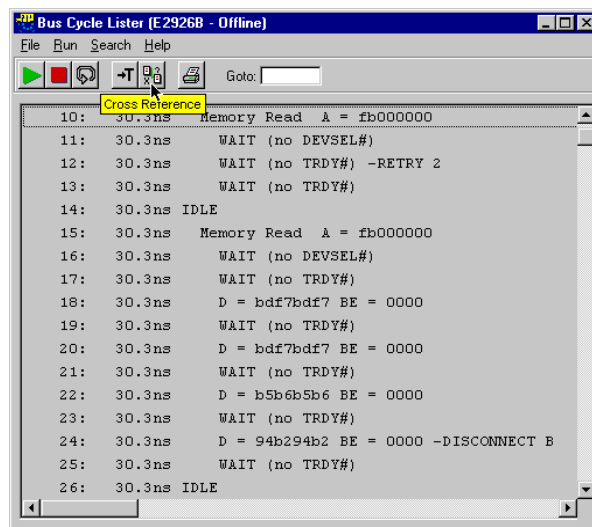 Bus Cycle Lister (E2926B - Offline)
File Run Search Help
Goto:
Cross Reference
10: 30.3ns Memory Read A = fb000000
11: 30.3ns WAIT (no DEVSEL#)
12: 30.3ns WAIT (no TRDY#) -RETRY 2
13: 30.3ns WAIT (no TRDY#)
14: 30.3ns IDLE
15: 30.3ns Memory Read A = fb000000
16: 30.3ns WAIT (no DEVSEL#)
17: 30.3ns WAIT (no TRDY#)
18: 30.3ns D = bdf7bdf7 BE = 0000
19: 30.3ns WAIT (no TRDY#)
20: 30.3ns D = bdf7bdf7 BE = 0000
21: 30.3ns WAIT (no TRDY#)
22: 30.3ns D = b5b6b5b6 BE = 0000
23: 30.3ns WAIT (no TRDY#)
24: 30.3ns D = 94b294b2 BE = 0000 -DISCONNECT B
25: 30.3ns WAIT (no TRDY#)
26: 30.3ns IDLE